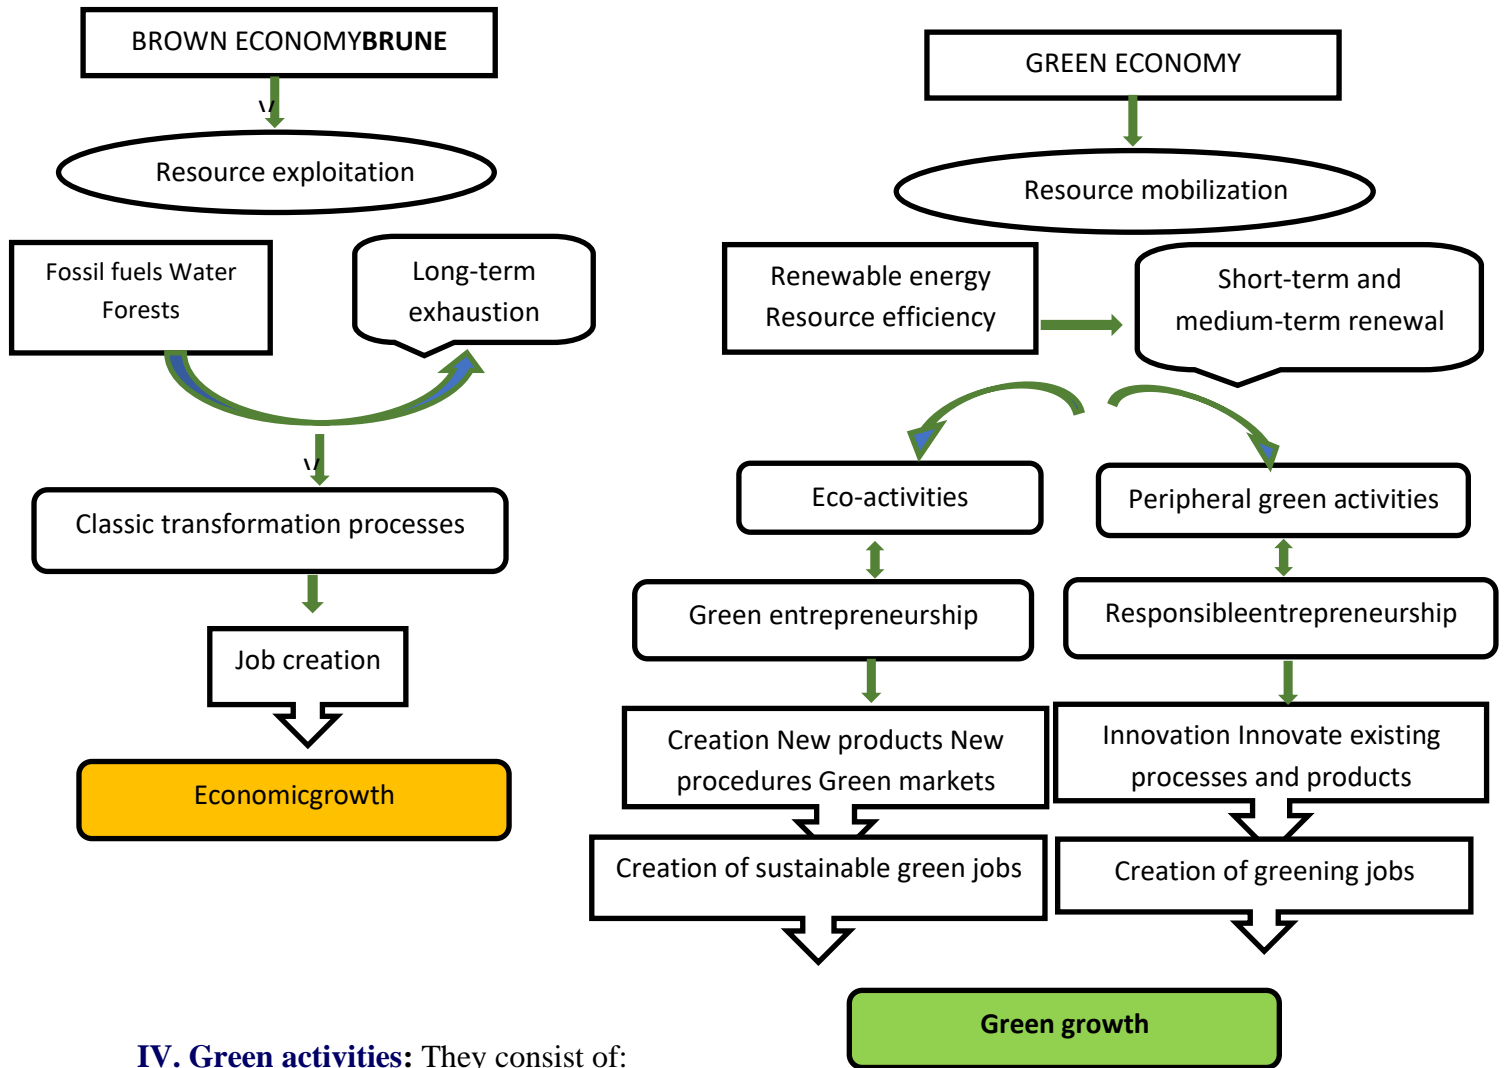 BROWN ECONOMYBRUNE
Resource exploitation
Fossil fuels Water
Forests
Long-term
exhaustion
Classic transformation processes
Job creation
Economicgrowth
GREEN ECONOMY
Resource mobilization
Renewable energy
Resource efficiency
Short-term and
medium-term renewal
Eco-activities
Peripheral green activities
Green entrepreneurship
Responsibleentrepreneurship
Creation New products New
procedures Green markets
Innovation Innovate existing
processes and products
Creation of sustainable green jobs
Creation of greening jobs
Green growth
IV. Green activities: They consist of: